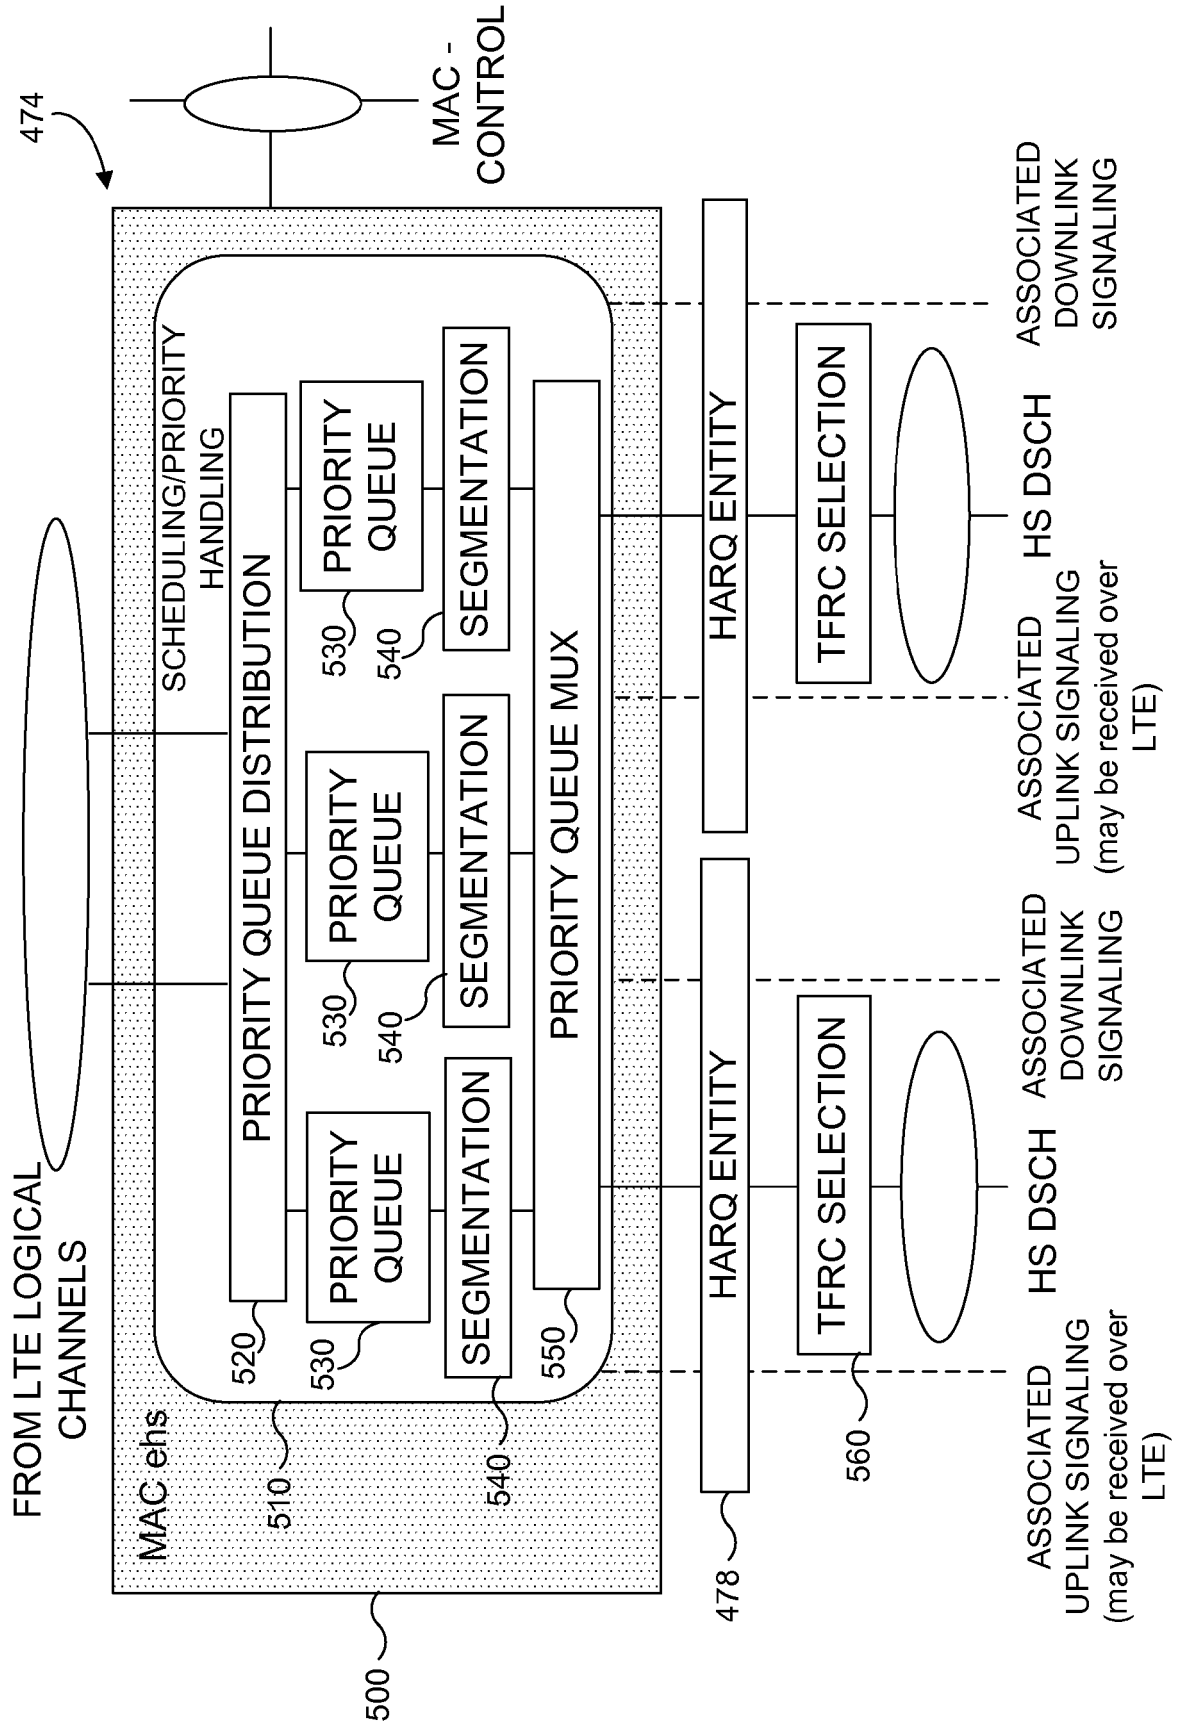 FROM LTE LOGICAL
CHANNELS
474
MAC -
CONTROL
MAC ehs
SCHEDULING/PRIORITY
HANDLING
500
510
520
PRIORITY QUEUE DISTRIBUTION
530
PRIORITY
QUEUE
530
PRIORITY
QUEUE
530
PRIORITY
QUEUE
540
SEGMENTATION
540
SEGMENTATION
540
SEGMENTATION
550
PRIORITY QUEUE MUX
478
HARQ ENTITY
HARQ ENTITY
560
TFRC SELECTION
TFRC SELECTION
ASSOCIATED
UPLINK SIGNALING
(may be received over
LTE)
HS DSCH
ASSOCIATED
DOWNLINK
SIGNALING
ASSOCIATED
UPLINK SIGNALING
(may be received over
LTE)
HS DSCH
ASSOCIATED
DOWNLINK
SIGNALING